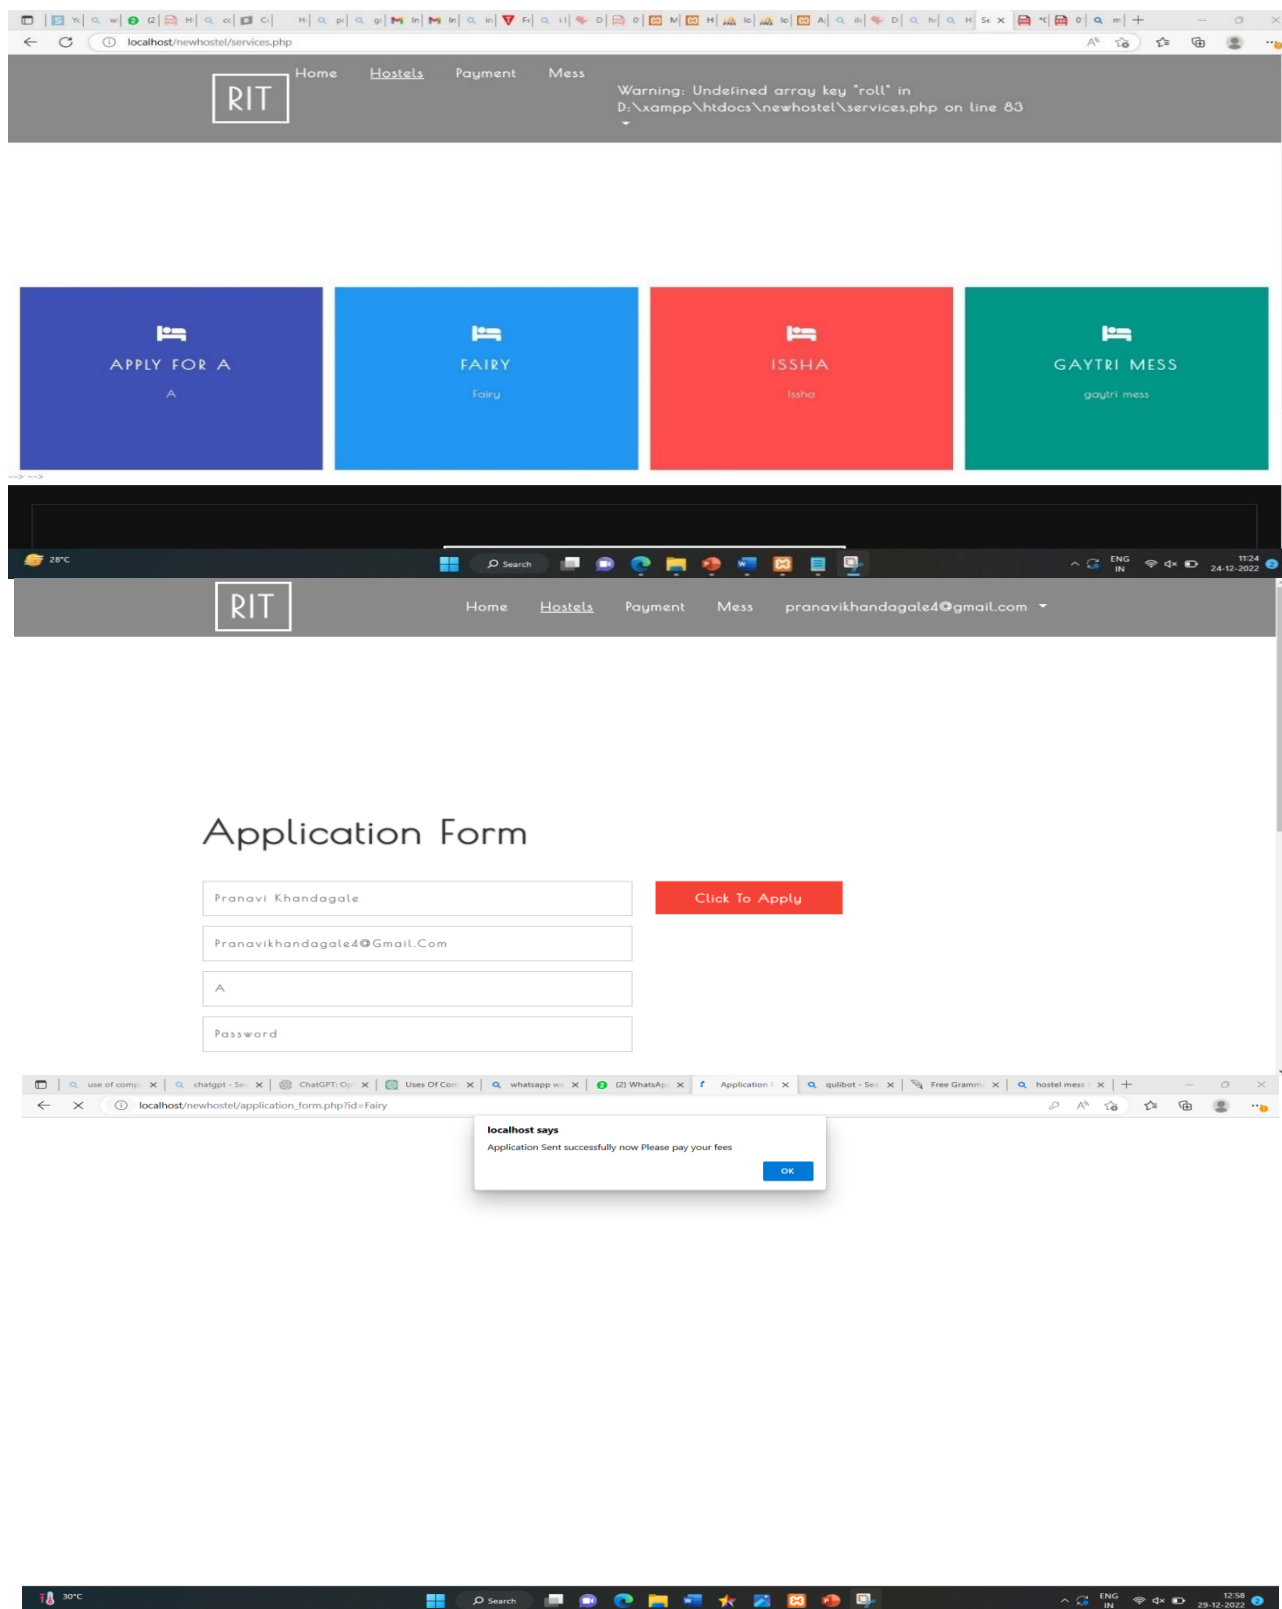 localhost/newhostel/services.php
RIT
Home Hostels Payment Mess
Warning: Undefined array key "roll" in
D:\xampp\htdocs\newhostel\services.php on line 83
APPLY FOR A
A
FAIRY
Fairy
ISSHA
Issha
GAYTRI MESS
gaytri mess
--> -->
28°C
Search
ENG
IN
11:24
24-12-2022
RIT
Home Hostels Payment Mess pranavikhandagale4@gmail.com
Application Form
Pranavi Khandagale
Click To Apply
Pranavikhandagale4@Gmail.Com
A
Password
use of comp chatgpt - Se ChatGPT: Op Uses Of Com whatsapp we (2) WhatsAp Application qulibot - Sea Free Gramm hostel mess
localhost/newhostel/application_form.php?id=Fairy
localhost says
Application Sent successfully now Please pay your fees
OK
30°C
Search
ENG
IN
12:58
29-12-2022